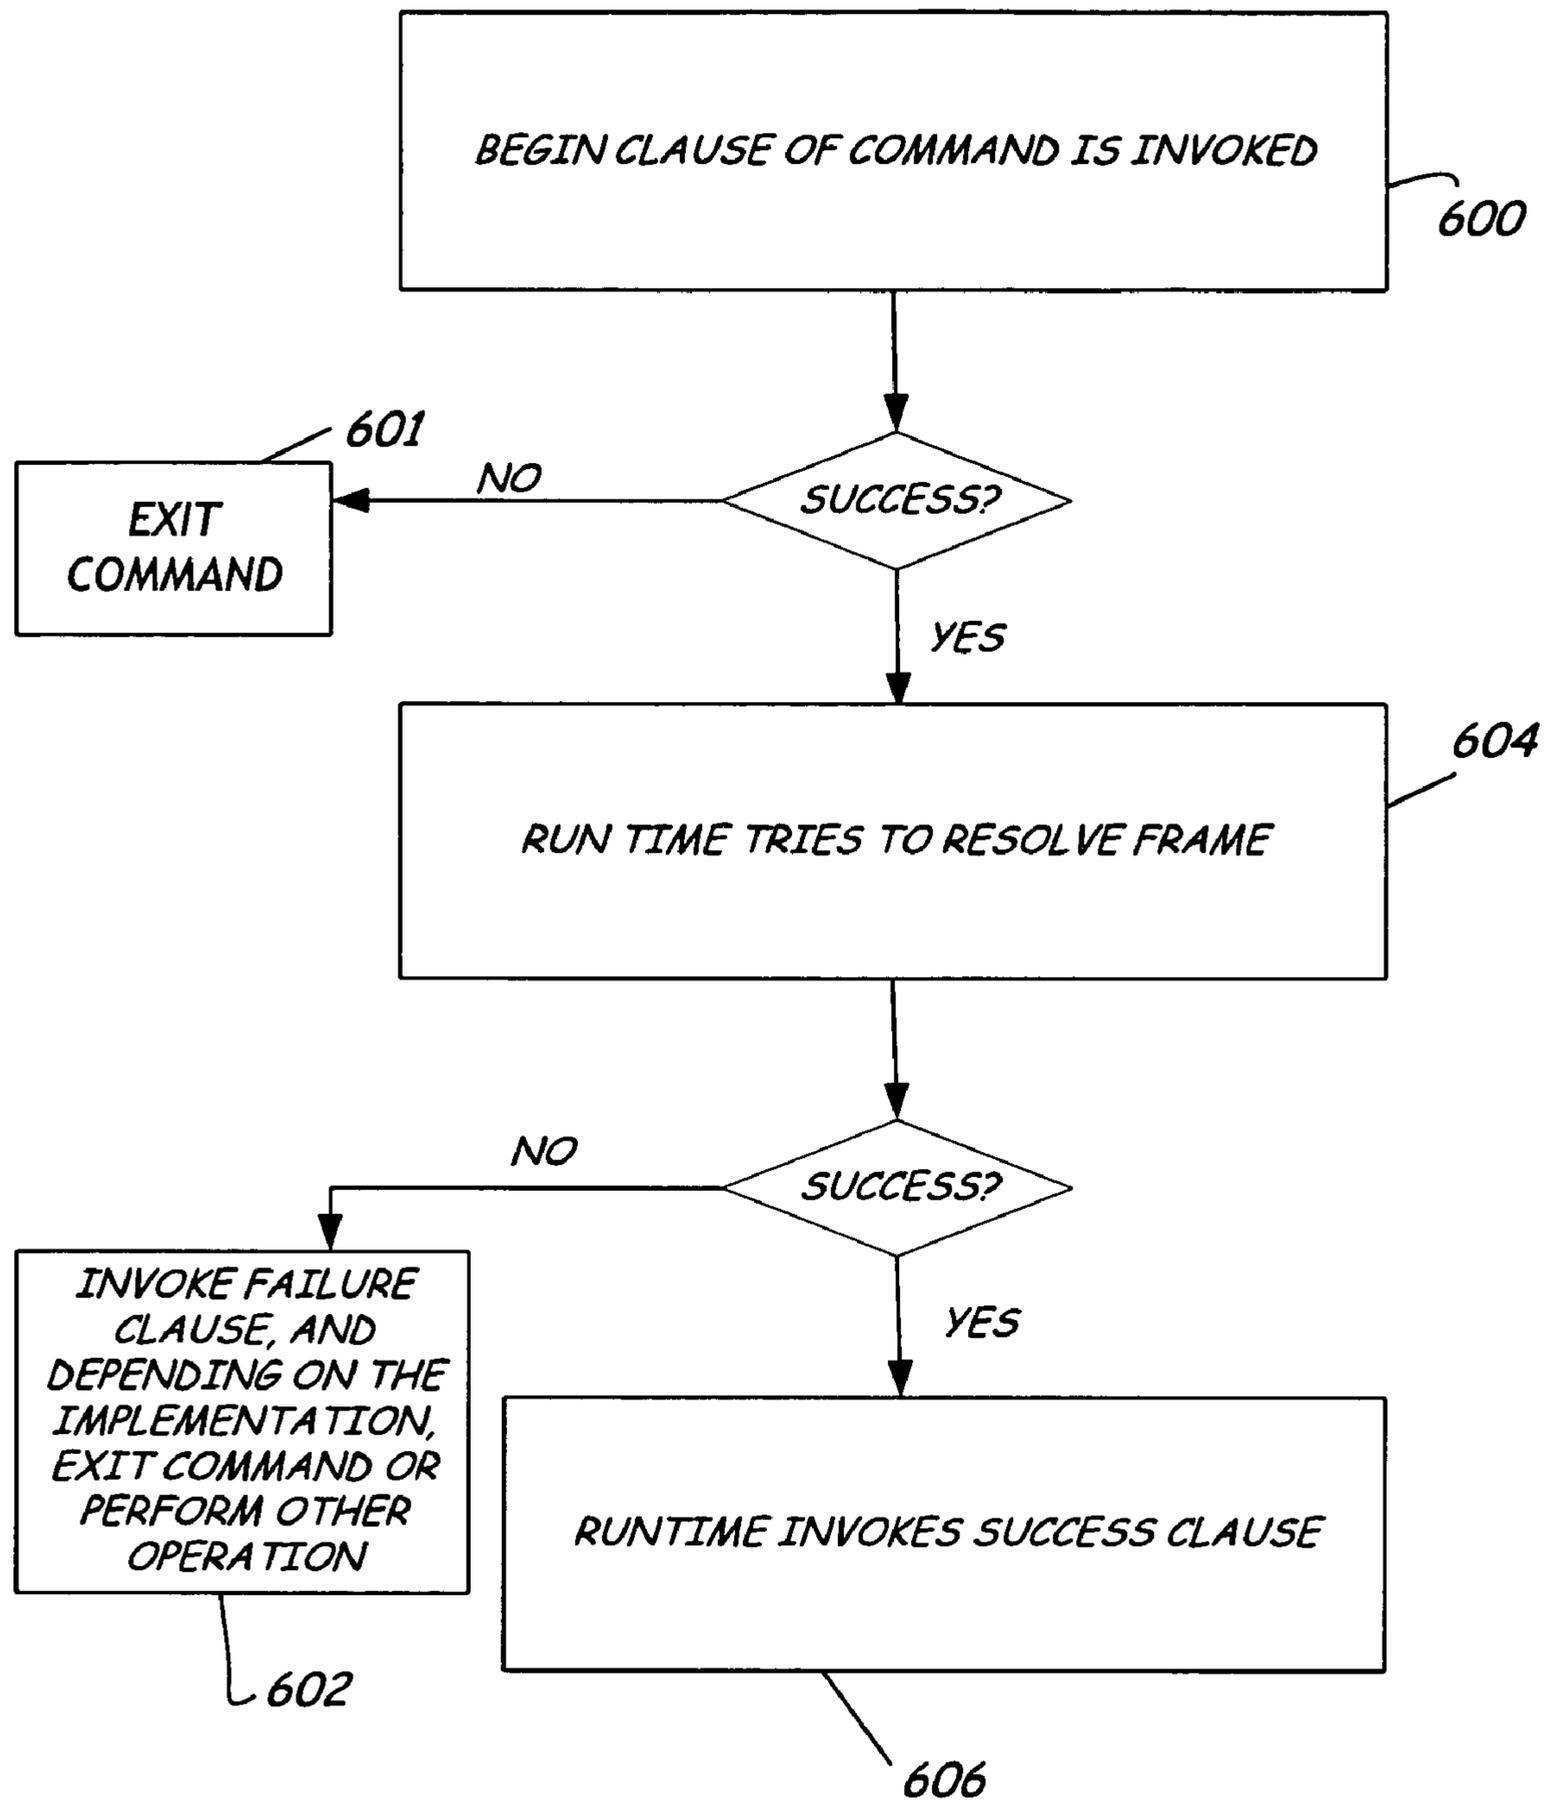 BEGIN CLAUSE OF COMMAND IS INVOKED
600
601
NO
SUCCESS?
EXIT
COMMAND
YES
604
RUN TIME TRIES TO RESOLVE FRAME
NO
SUCCESS?
INVOKE FAILURE
CLAUSE, AND
DEPENDING ON THE
IMPLEMENTATION,
EXIT COMMAND OR
PERFORM OTHER
OPERATION
YES
RUNTIME INVOKES SUCCESS CLAUSE
602
606